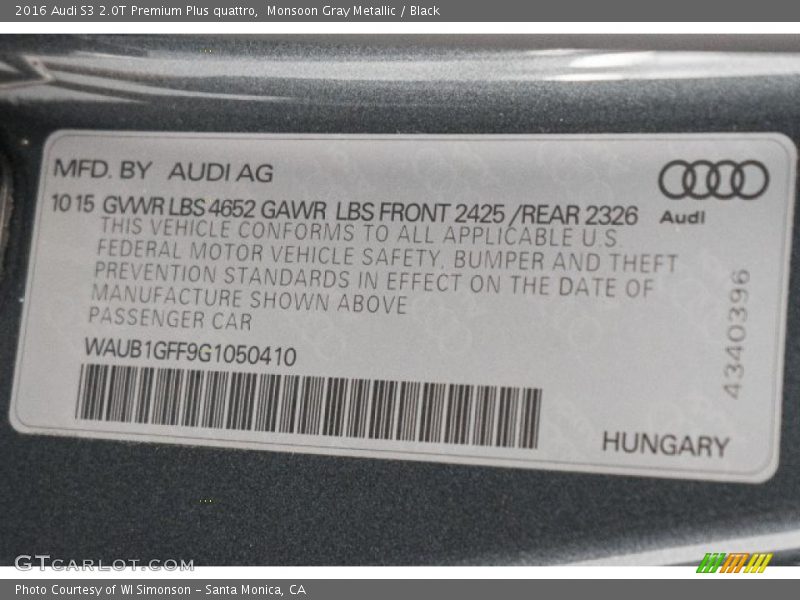 2016 Audi S3 2.0T Premium Plus quattro, Monsoon Gray Metallic / Black
MFD. BY AUDI AG
Audi
1015 GVWR LBS 4652 GAWR LBS FRONT 2425 /REAR 2326
THIS VEHICLE CONFORMS TO ALL APPLICABLE U.S.
FEDERAL MOTOR VEHICLE SAFETY, BUMPER AND THEFT
PREVENTION STANDARDS IN EFFECT ON THE DATE OF
MANUFACTURE SHOWN ABOVE
PASSENGER CAR
4340396
WAUB1GFF9G1050410
HUNGARY
GTCARLOT.COM
Photo Courtesy of WI Simonson - Santa Monica, CA